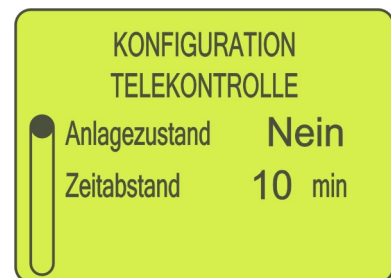 KONFIGURATION
TELEKONTROLLE
Anlagezustand Nein
Zeitabstand 10 min